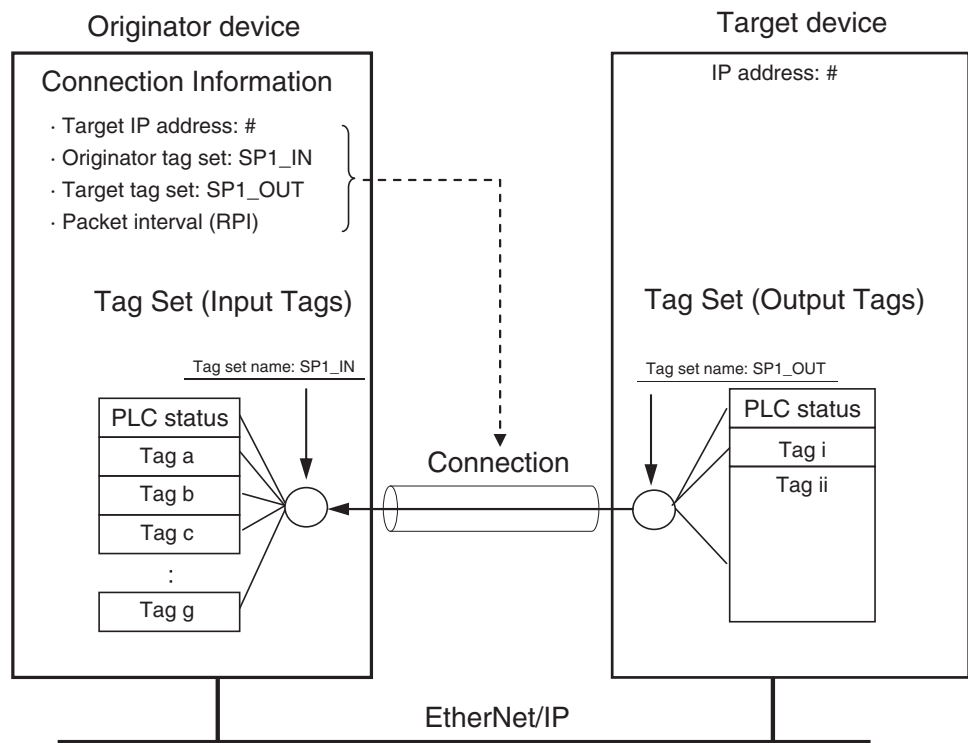 Originator device
Connection Information
· Target IP address: #
· Originator tag set: SP1_IN
· Target tag set: SP1_OUT
· Packet interval (RPI)
Tag Set (Input Tags)
Tag set name: SP1_IN
PLC status
Tag a
Tag b
Tag c
:
Tag g
Connection
Target device
IP address: #
Tag Set (Output Tags)
Tag set name: SP1_OUT
PLC status
Tag i
Tag ii
EtherNet/IP